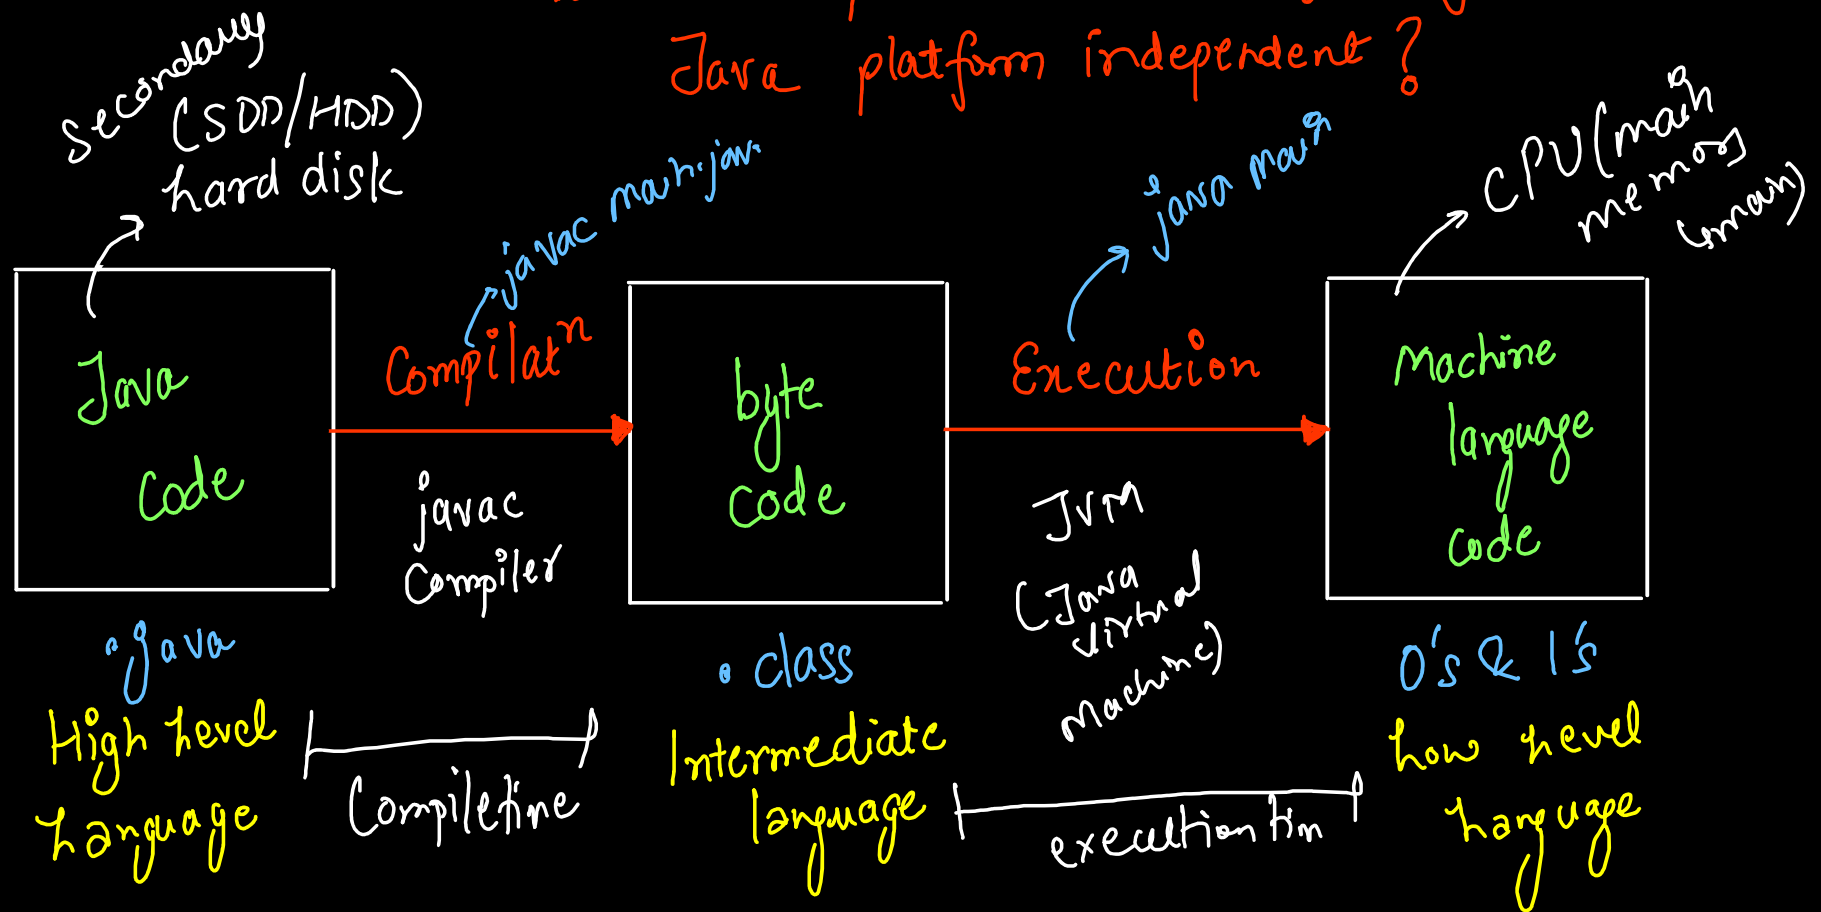 Java platform independent ?
Secondary
(SDD/HDD)
hard disk
javac main.jav
java main
CPU (main
memory
main)
Java
Code
Compilatn
javac
Compiler
byte
code
Execution
JVM
(Java
virtual
Machine)
Machine
language
code
.java
High Level
Language
Compiletine
. class
Intermediate
language
execution tim
0's & 1's
Low Level
Language